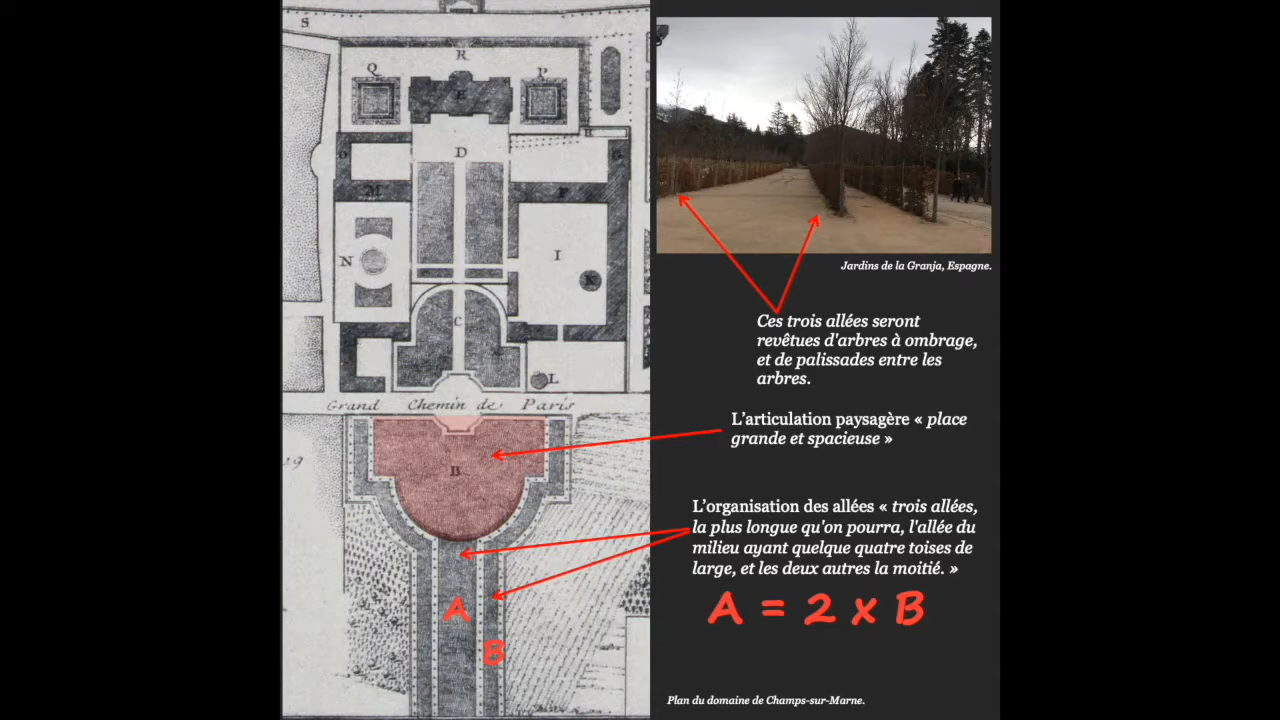 S
R
Q
P
E
H
D
G
G
M
F
N
I
K
C
L
Grand Chemin de Paris
B
A
B
Jardins de la Granja, Espagne.
Ces trois allées seront
revêtues d'arbres à ombrage,
et de palissades entre les
arbres.
L’articulation paysagère « place
grande et spacieuse »
L’organisation des allées « trois allées,
la plus longue qu'on pourra, l'allée du
milieu ayant quelque quatre toises de
large, et les deux autres la moitié. »
A = 2 x B
Plan du domaine de Champs-sur-Marne.